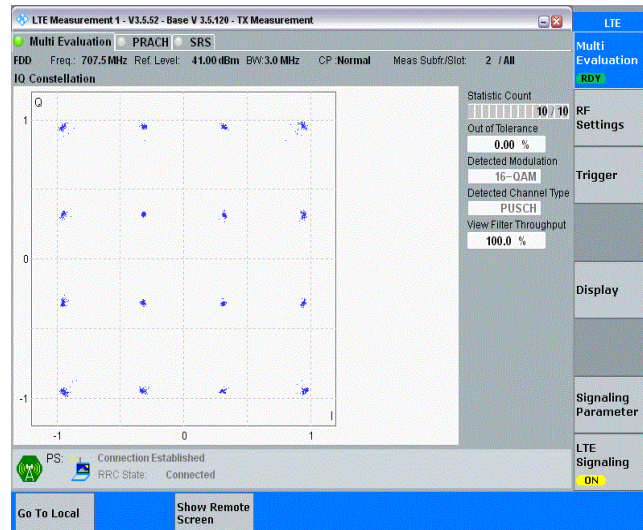 LTE Measurement 1 - V3.5.52 - Base V 3.5.120 - TX Measurement
LTE
Multi Evaluation PRACH SRS
Multi Evaluation
RDY
FDD Freq.: 707.5 MHz Ref. Level: 41.00 dBm BW:3.0 MHz CP :Normal Meas Subfr./Slot: 2 / All
IQ Constellation
Q
1
0
-1
-1 0 1
I
Statistic Count
10 / 10
Out of Tolerance
0.00 %
Detected Modulation
16-QAM
Detected Channel Type
PUSCH
View Filter Throughput
100.0 %
RF
Settings
Trigger
Display
Signaling
Parameter
LTE
Signaling
ON
PS: Connection Established
RRC State: Connected
Go To Local
Show Remote
Screen